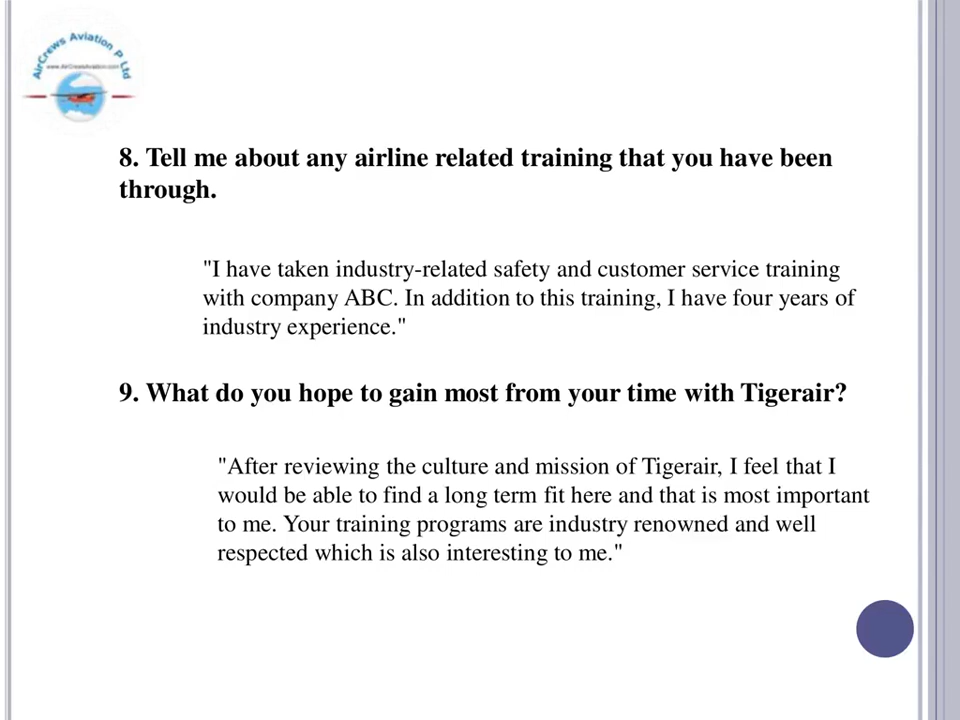 AirCrews Aviation P Ltd
www.AirCrewsAviation.com
8. Tell me about any airline related training that you have been
through.
"I have taken industry-related safety and customer service training
with company ABC. In addition to this training, I have four years of
industry experience."
9. What do you hope to gain most from your time with Tigerair?
"After reviewing the culture and mission of Tigerair, I feel that I
would be able to find a long term fit here and that is most important
to me. Your training programs are industry renowned and well
respected which is also interesting to me."